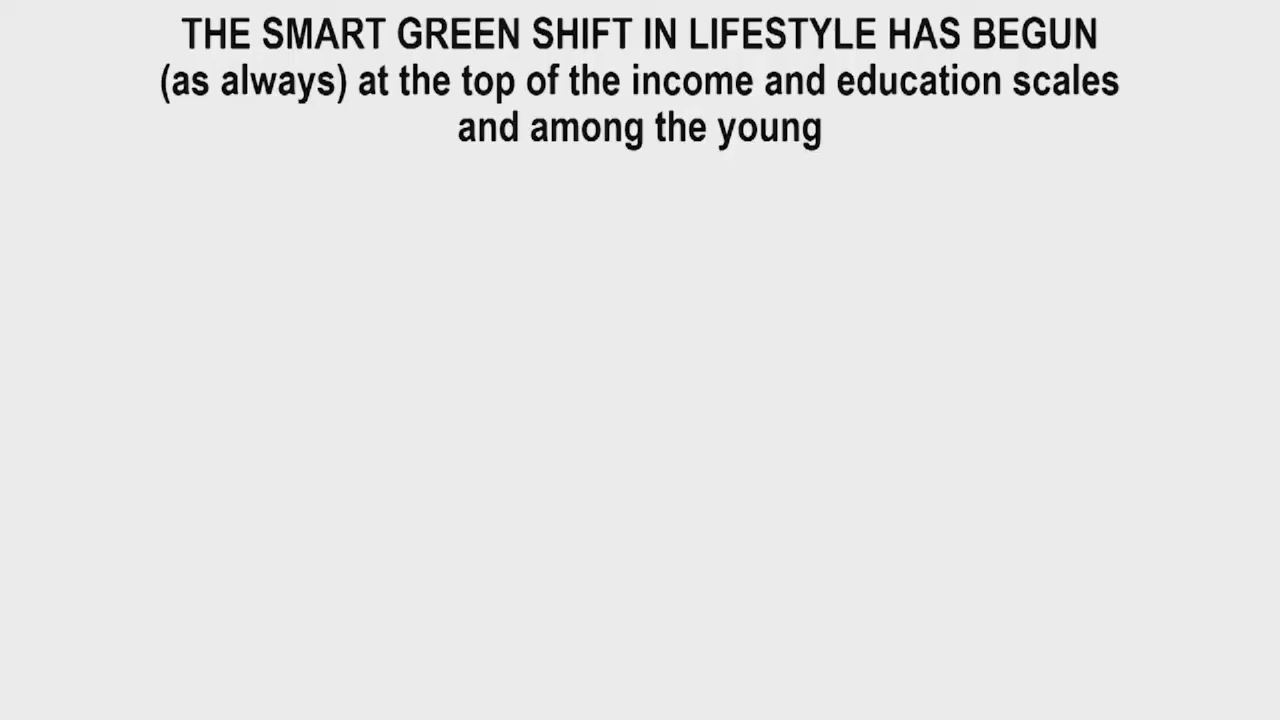 THE SMART GREEN SHIFT IN LIFESTYLE HAS BEGUN
(as always) at the top of the income and education scales
and among the young